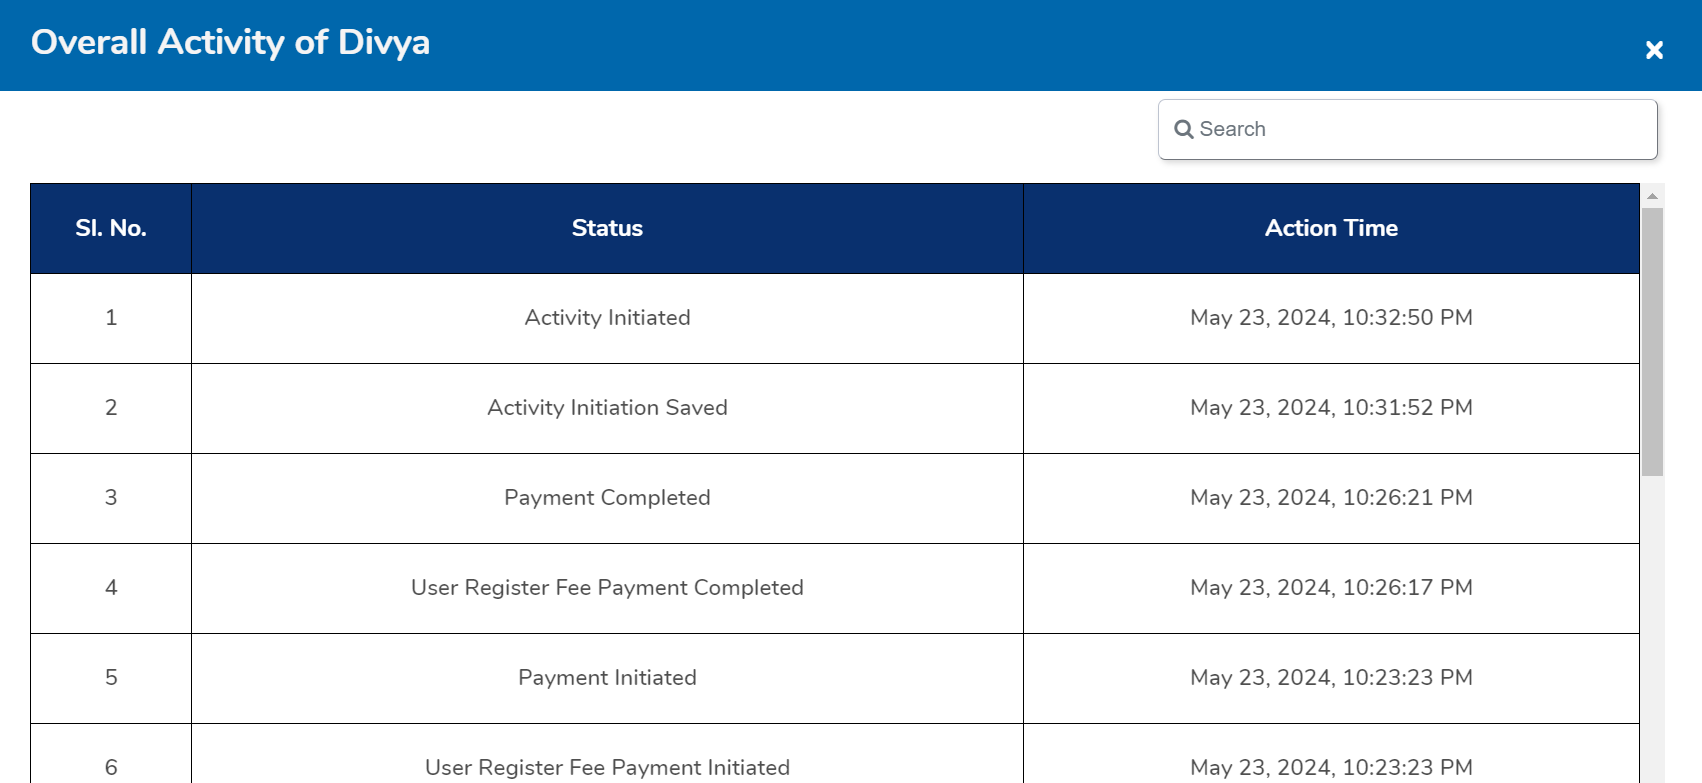 Overall Activity of Divya
Search
Sl. No. Status Action Time
1 Activity Initiated May 23, 2024, 10:32:50 PM
2 Activity Initiation Saved May 23, 2024, 10:31:52 PM
3 Payment Completed May 23, 2024, 10:26:21 PM
4 User Register Fee Payment Completed May 23, 2024, 10:26:17 PM
5 Payment Initiated May 23, 2024, 10:23:23 PM
6 User Register Fee Payment Initiated May 23, 2024, 10:23:23 PM